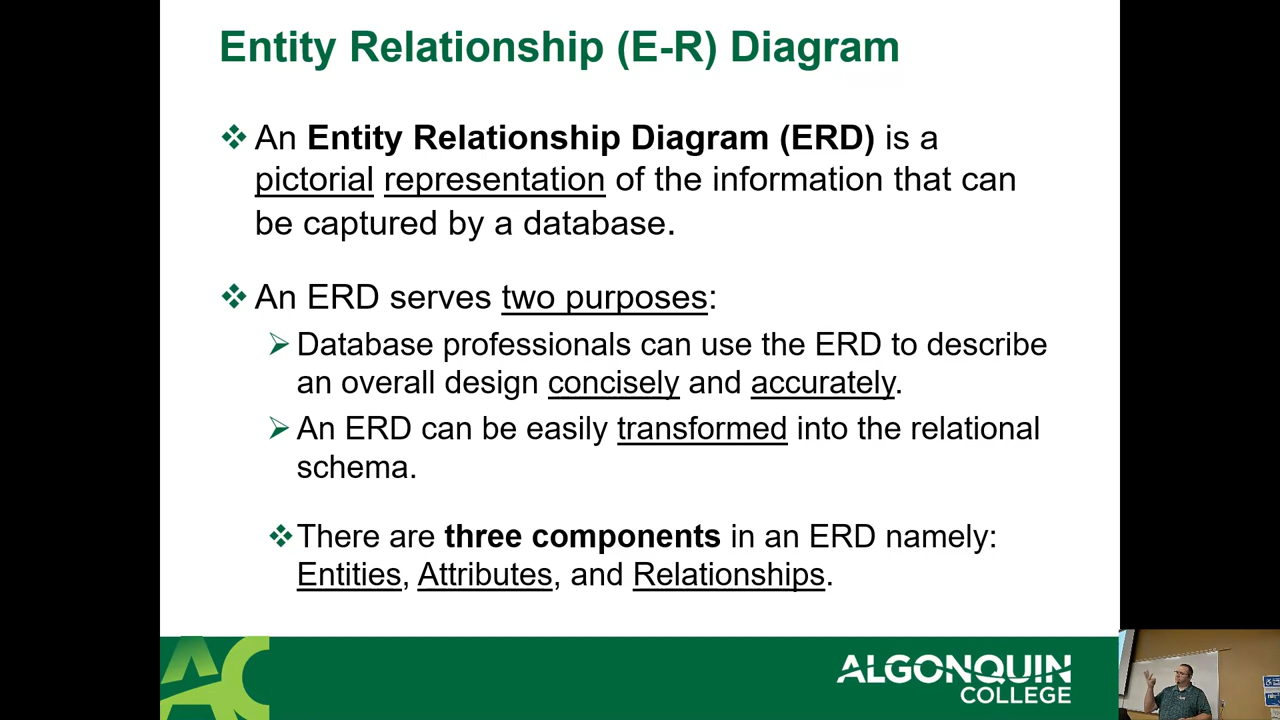 Entity Relationship (E-R) Diagram
An Entity Relationship Diagram (ERD) is a
pictorial representation of the information that can
be captured by a database.
An ERD serves two purposes:
Database professionals can use the ERD to describe
an overall design concisely and accurately.
An ERD can be easily transformed into the relational
schema.
There are three components in an ERD namely:
Entities, Attributes, and Relationships.
AC
ALGONQUIN
COLLEGE